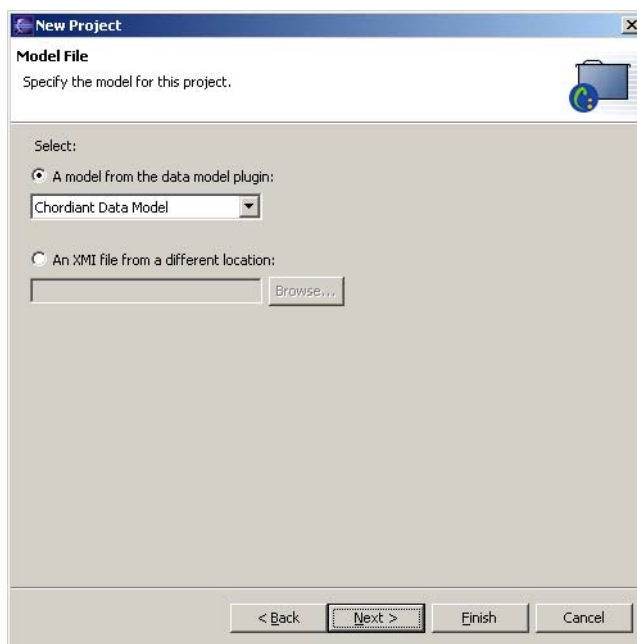 New Project
Model File
Specify the model for this project.
Select:
A model from the data model plugin:
Chordiant Data Model
An XMI file from a different location:
Browse...
< Back
Next >
Finish
Cancel